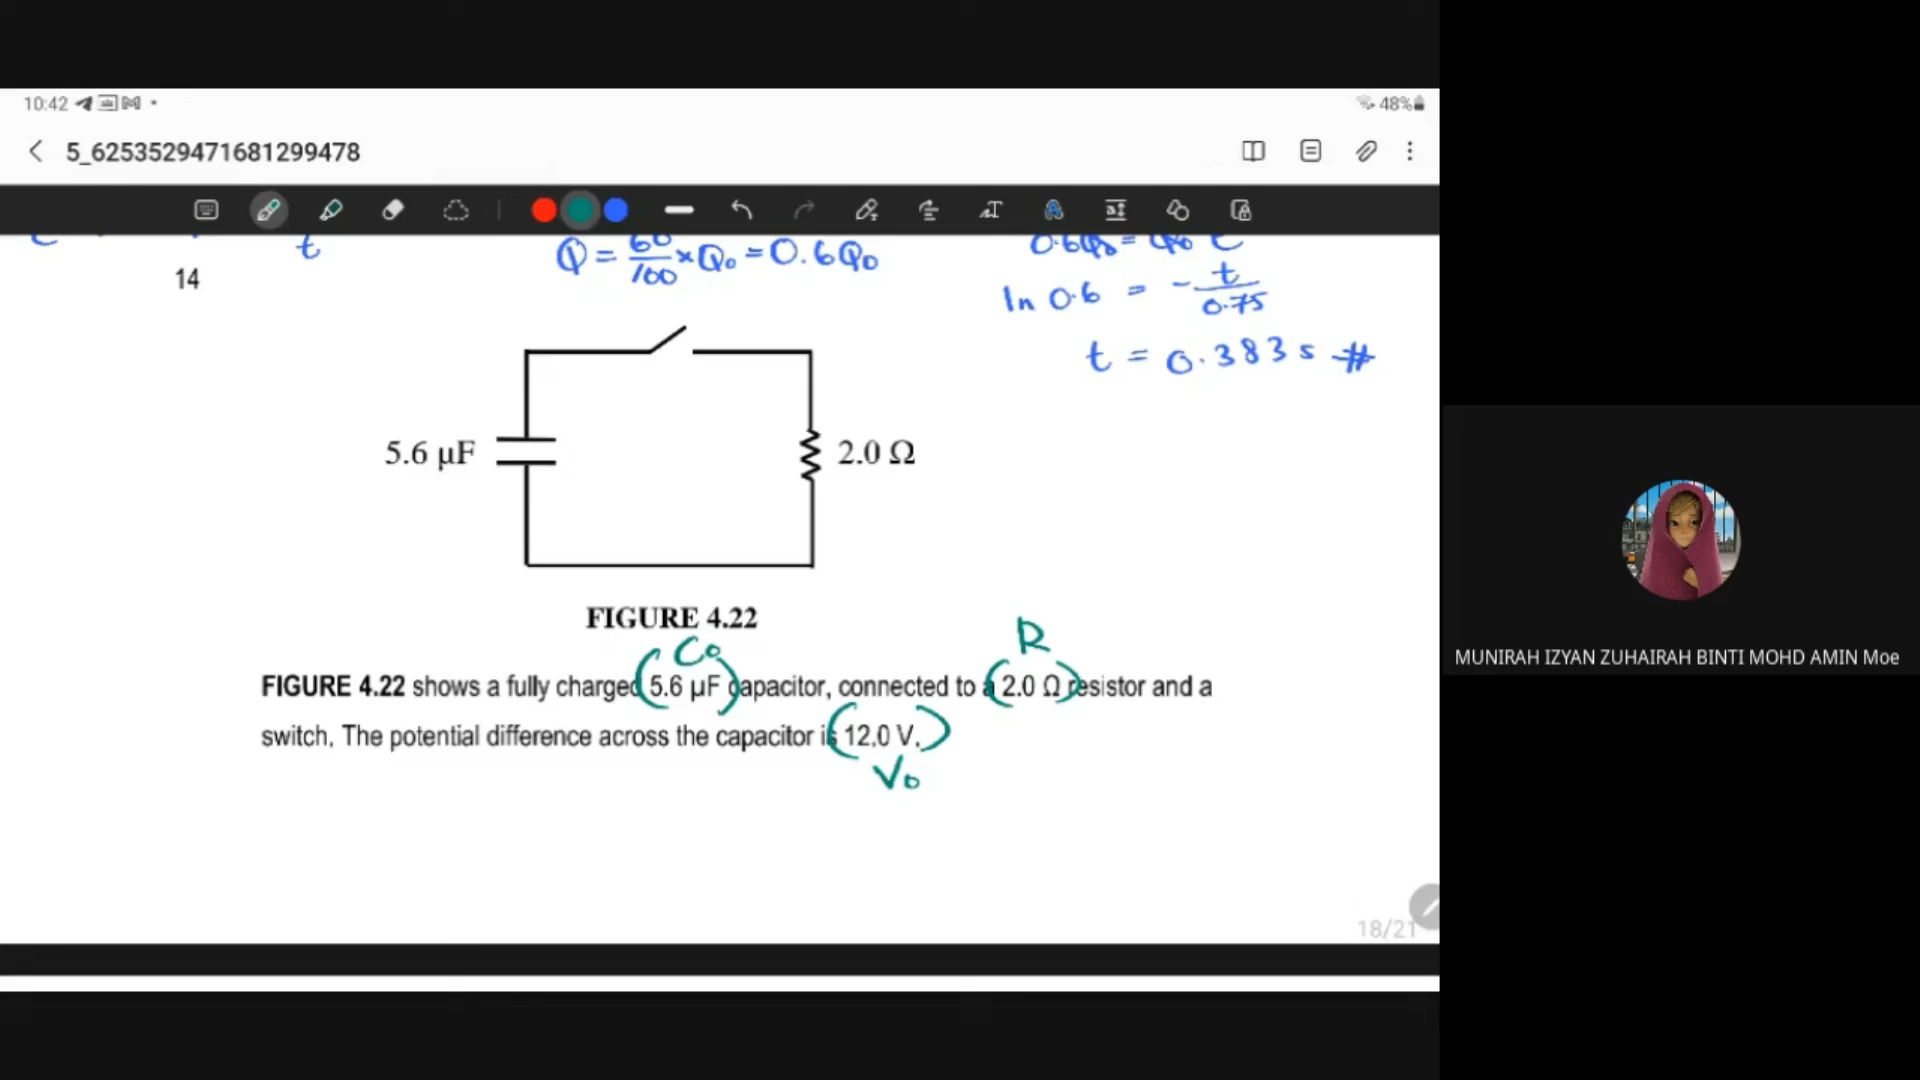 10:42
48%
5_6253529471681299478
t
Q = 60/100 × Q₀ = 0.6Q₀
14
ln 0.6 = - t/0.75
t = 0.383 s #
5.6 µF
2.0 Ω
FIGURE 4.22
C₀
R
FIGURE 4.22 shows a fully charged (5.6 µF) capacitor, connected to a (2.0 Ω) resistor and a
switch. The potential difference across the capacitor is (12.0 V.)
V₀
18/21
MUNIRAH IZYAN ZUHAIRAH BINTI MOHD AMIN Moe